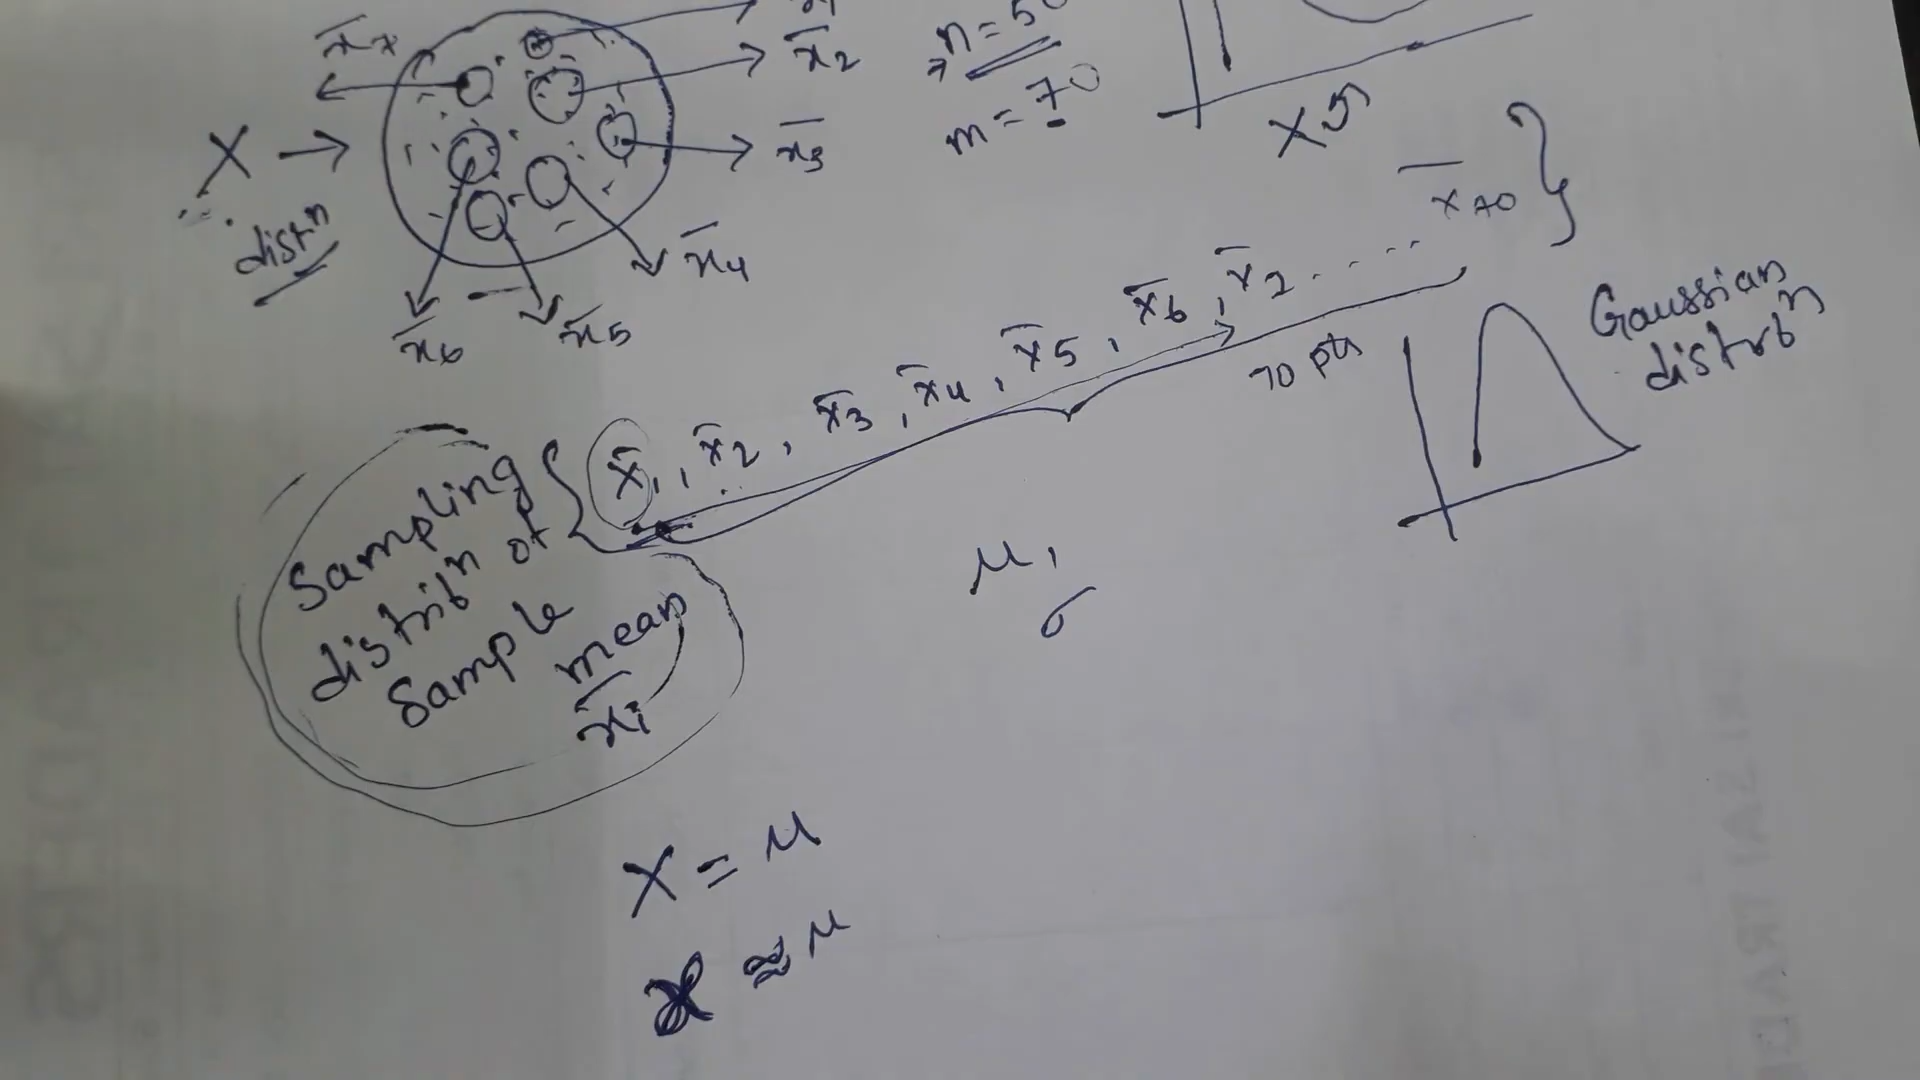 x̄7
x̄2
n = 50
m = 70
X →
x̄3
X
distⁿ
x̄4
x̄6
x̄5
x̄1, x̄2, x̄3, x̄4, x̄5, x̄6, x̄7 . . . . . x̄70 }
70 pts
Gaussian
distrbⁿ
Sampling
distribⁿ of
Sample
mean
x̄i
μ,
σ
X = μ
x ≈ μ